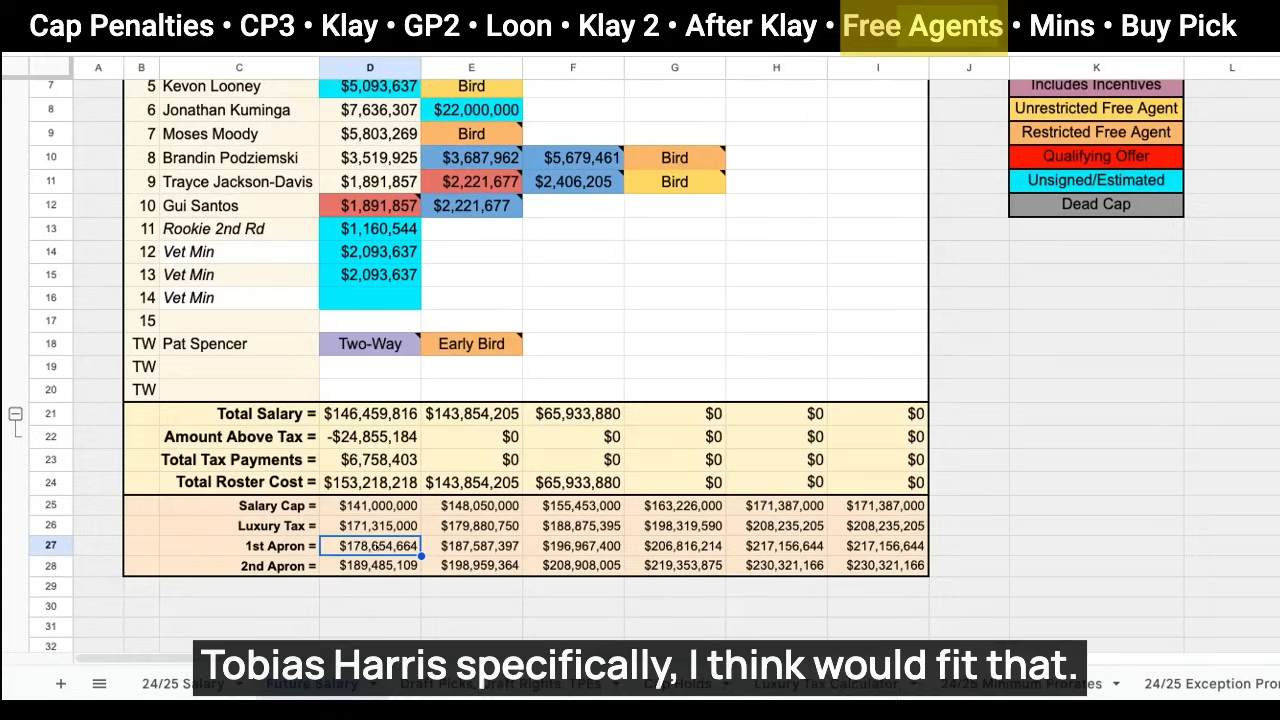 Cap Penalties • CP3 • Klay • GP2 • Loon • Klay 2 • After Klay • Free Agents • Mins • Buy Pick
A B C D E F G H I J K L
7 5 Kevon Looney $5,093,637 Bird Includes Incentives
8 6 Jonathan Kuminga $7,636,307 $22,000,000 Unrestricted Free Agent
9 7 Moses Moody $5,803,269 Bird Restricted Free Agent
10 8 Brandin Podziemski $3,519,925 $3,687,962 $5,679,461 Bird Qualifying Offer
11 9 Trayce Jackson-Davis $1,891,857 $2,221,677 $2,406,205 Bird Unsigned/Estimated
12 10 Gui Santos $1,891,857 $2,221,677 Dead Cap
13 11 Rookie 2nd Rd $1,160,544
14 12 Vet Min $2,093,637
15 13 Vet Min $2,093,637
16 14 Vet Min
17 15
18 TW Pat Spencer Two-Way Early Bird
19 TW
20 TW
21 Total Salary = $146,459,816 $143,854,205 $65,933,880 $0 $0 $0
22 Amount Above Tax = -$24,855,184 $0 $0 $0 $0 $0
23 Total Tax Payments = $6,758,403 $0 $0 $0 $0 $0
24 Total Roster Cost = $153,218,218 $143,854,205 $65,933,880 $0 $0 $0
25 Salary Cap = $141,000,000 $148,050,000 $155,453,000 $163,226,000 $171,387,000 $171,387,000
26 Luxury Tax = $171,315,000 $179,880,750 $188,875,395 $198,319,590 $208,235,205 $208,235,205
27 1st Apron = $178,654,664 $187,587,397 $196,967,400 $206,816,214 $217,156,644 $217,156,644
28 2nd Apron = $189,485,109 $198,959,364 $208,908,005 $219,353,875 $230,321,166 $230,321,166
29
30
31
32
Tobias Harris specifically, I think would fit that.
24/25 Salary Future Salary Draft Picks, Draft Rights, TPEs Cap Holds Luxury Tax Calculator 24/25 Minimum Prorates 24/25 Exception Pro